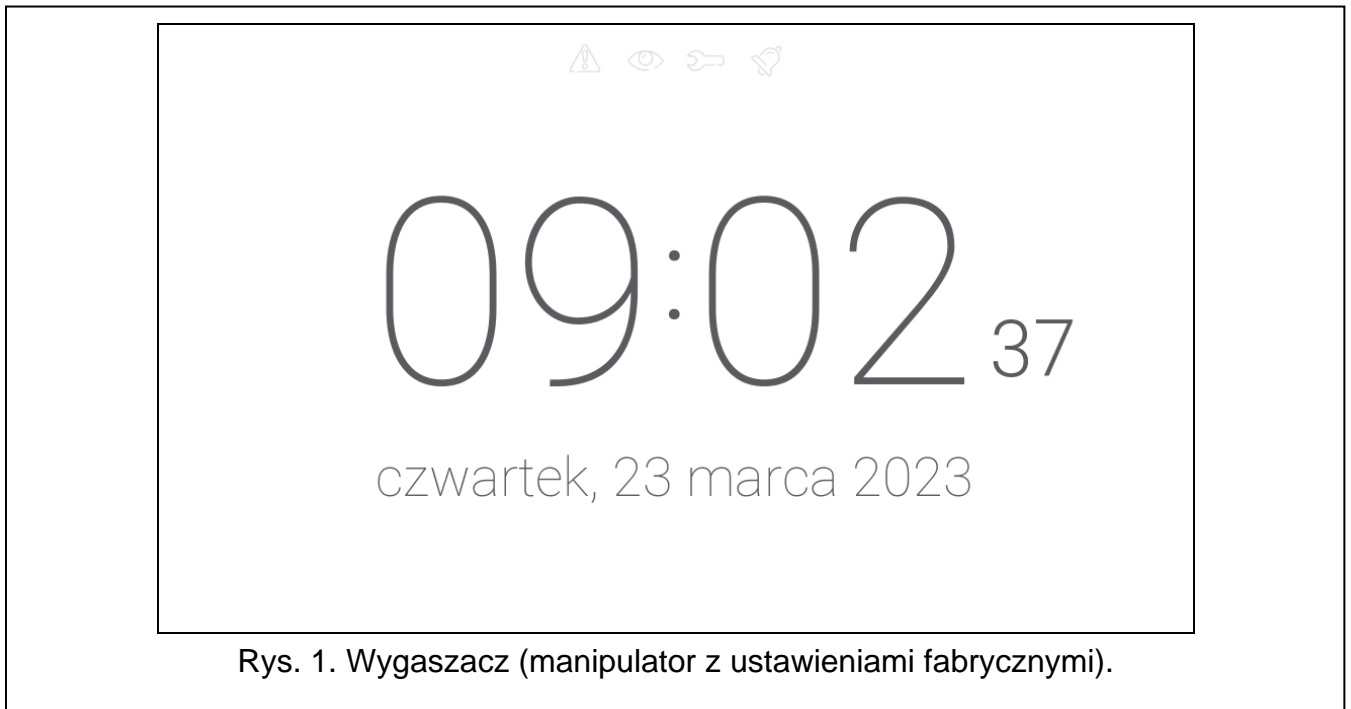 09:02 37
czwartek, 23 marca 2023
Rys. 1. Wygaszacz (manipulator z ustawieniami fabrycznymi).